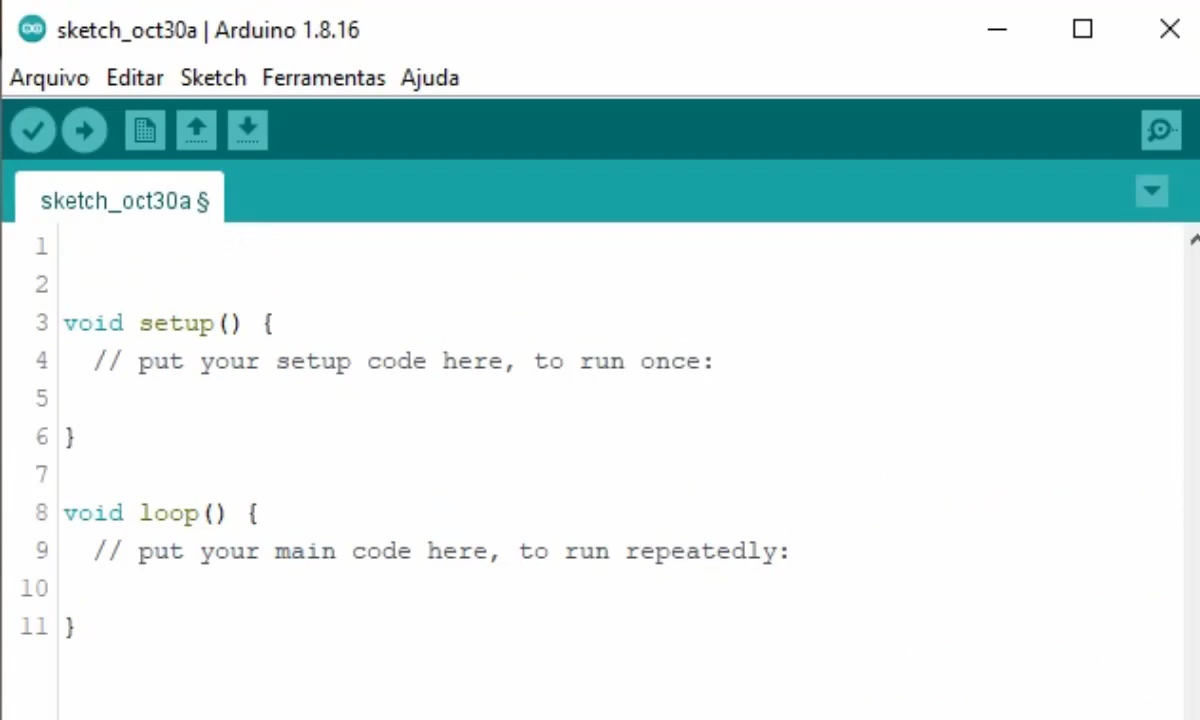 sketch_oct30a | Arduino 1.8.16
Arquivo Editar Sketch Ferramentas Ajuda
sketch_oct30a §
1
2
3 void setup() {
4   // put your setup code here, to run once:
5
6 }
7
8 void loop() {
9   // put your main code here, to run repeatedly:
10
11 }